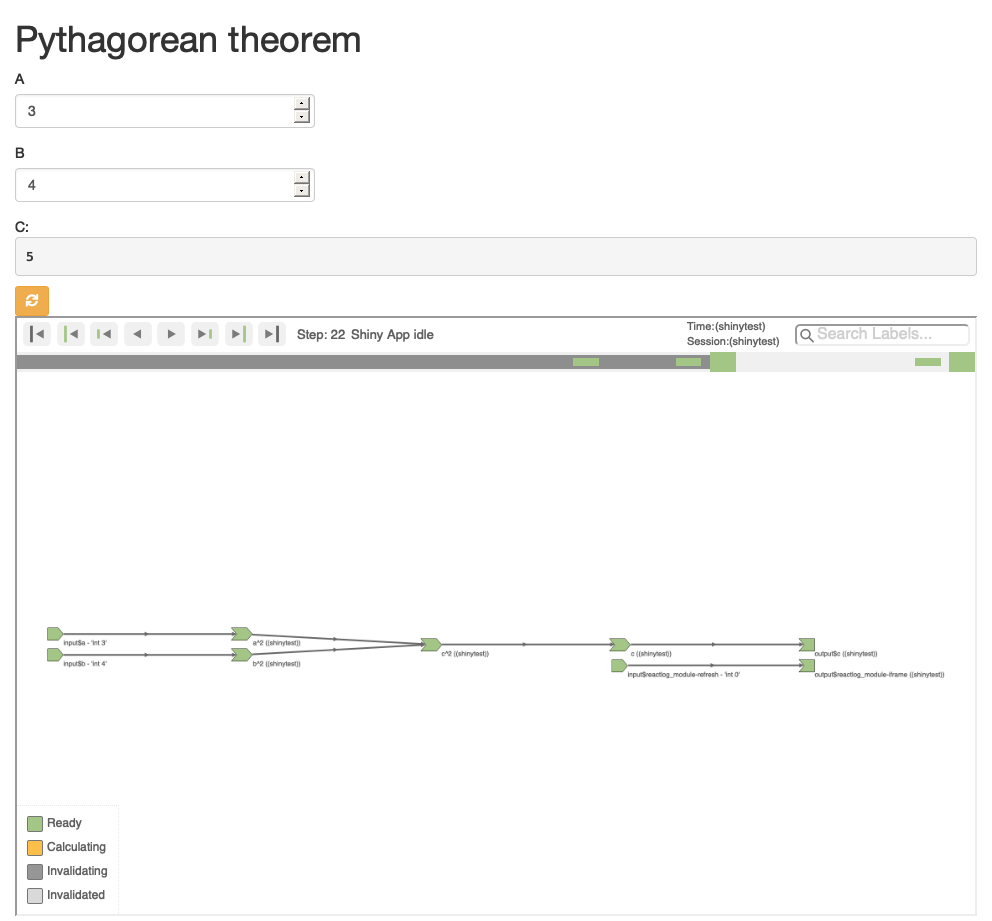 Pythagorean theorem
A
3
B
4
C:
5
Step: 22 Shiny App idle
Time:(shinytest)
Session:(shinytest)
Search Labels...
input$a - 'int 3'
a^2 ((shinytest))
input$b - 'int 4'
b^2 ((shinytest))
c^2 ((shinytest))
c ((shinytest))
output$c ((shinytest))
input$reactlog_module-refresh - 'int 0'
output$reactlog_module-iframe ((shinytest))
Ready
Calculating
Invalidating
Invalidated